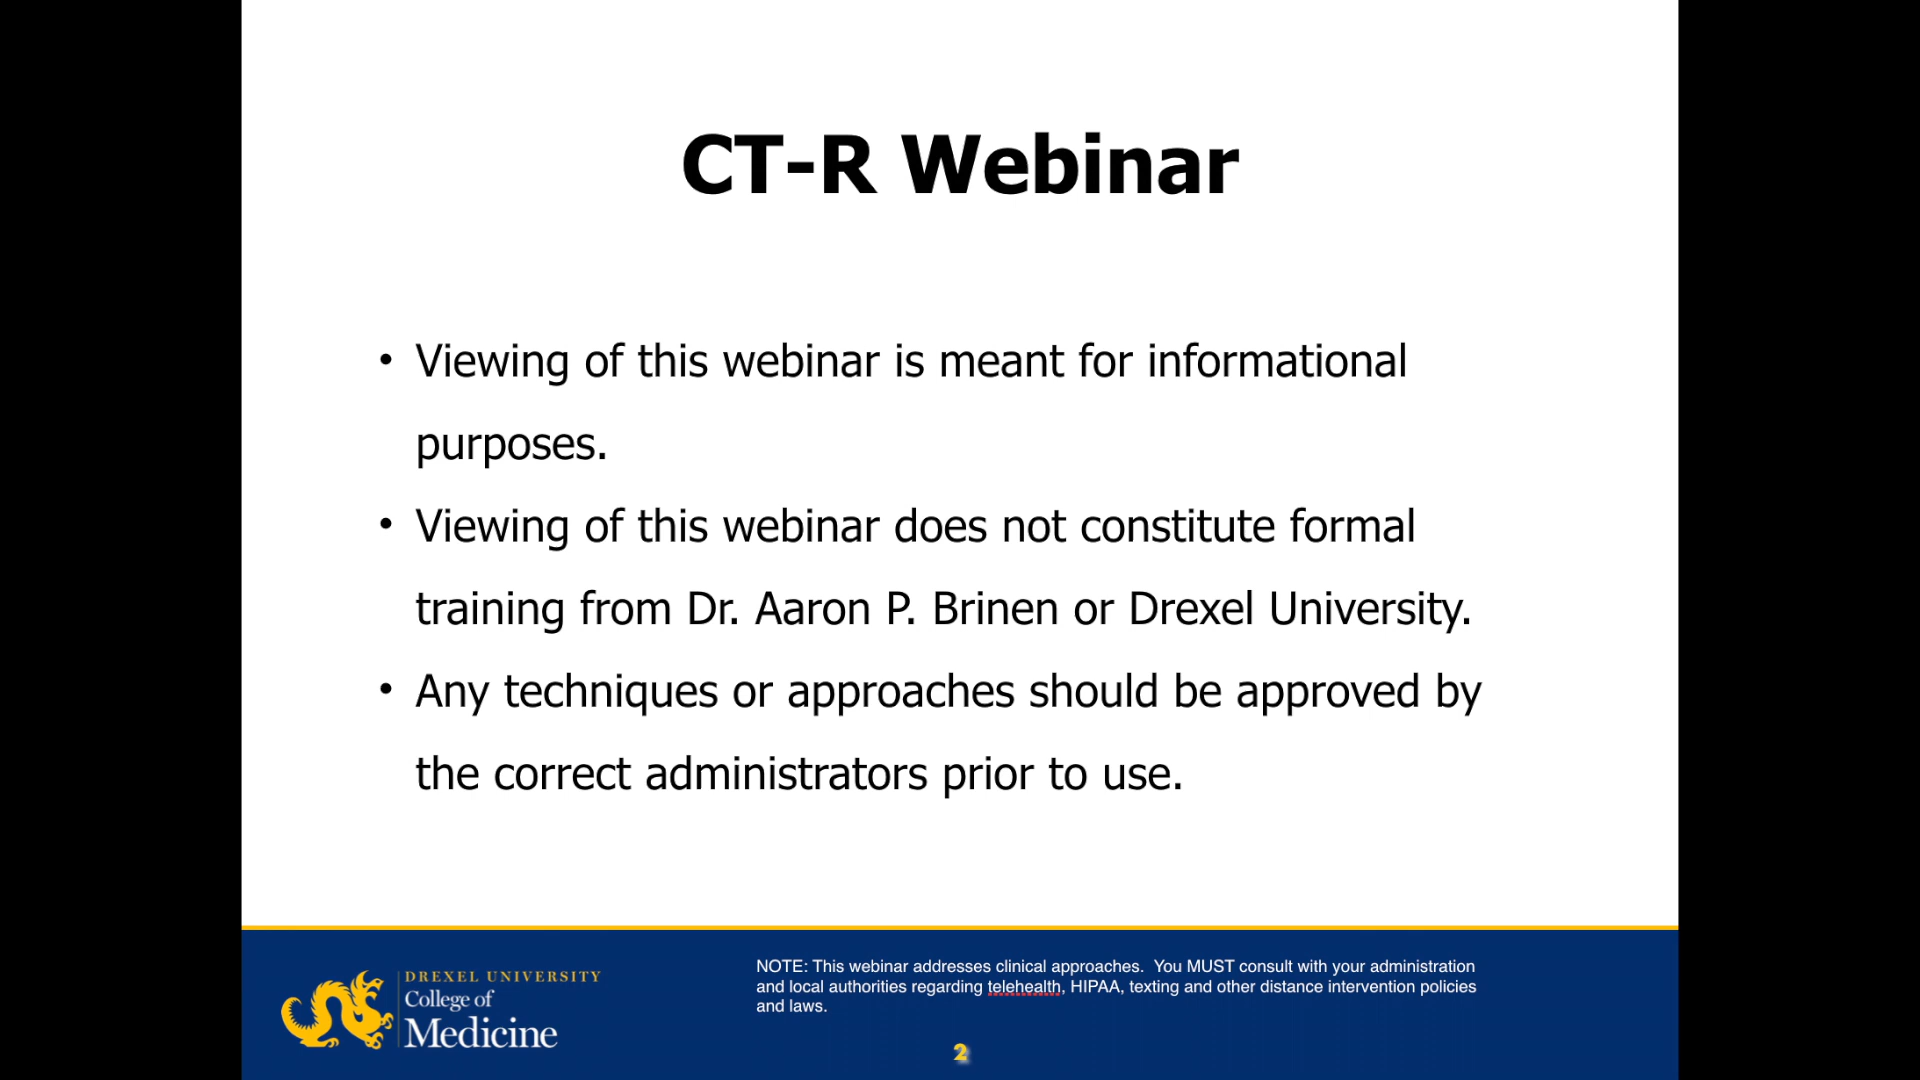 CT-R Webinar
• Viewing of this webinar is meant for informational
purposes.
• Viewing of this webinar does not constitute formal
training from Dr. Aaron P. Brinen or Drexel University.
• Any techniques or approaches should be approved by
the correct administrators prior to use.
DREXEL UNIVERSITY
College of
Medicine
NOTE: This webinar addresses clinical approaches.  You MUST consult with your administration
and local authorities regarding telehealth, HIPAA, texting and other distance intervention policies
and laws.
2